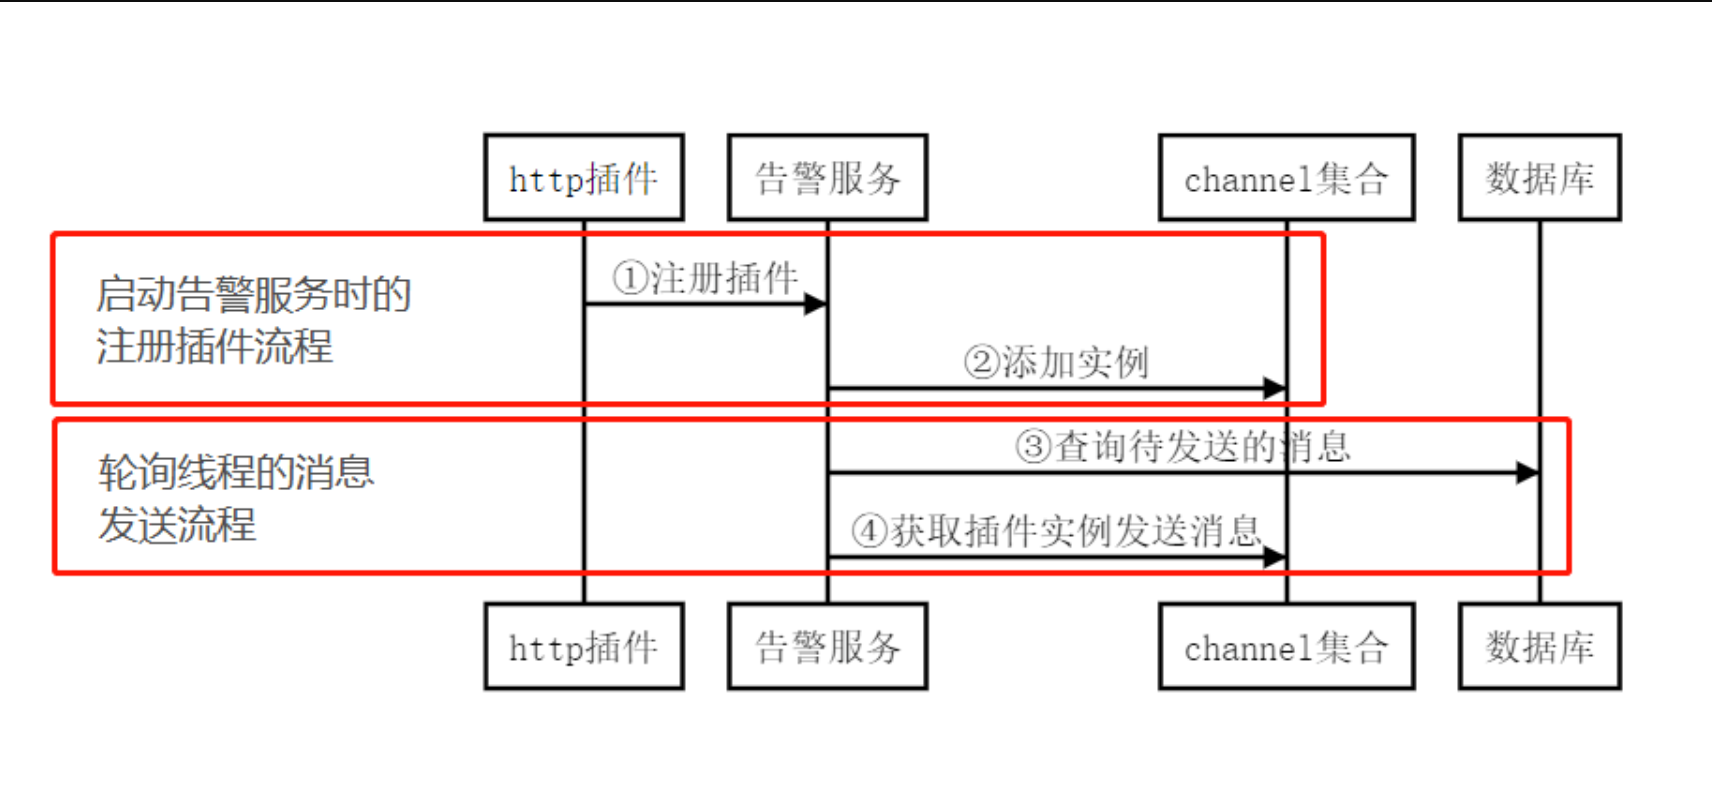 http插件
告警服务
channel集合
数据库
启动告警服务时的
注册插件流程
①注册插件
②添加实例
轮询线程的消息
发送流程
③查询待发送的消息
④获取插件实例发送消息
http插件
告警服务
channel集合
数据库